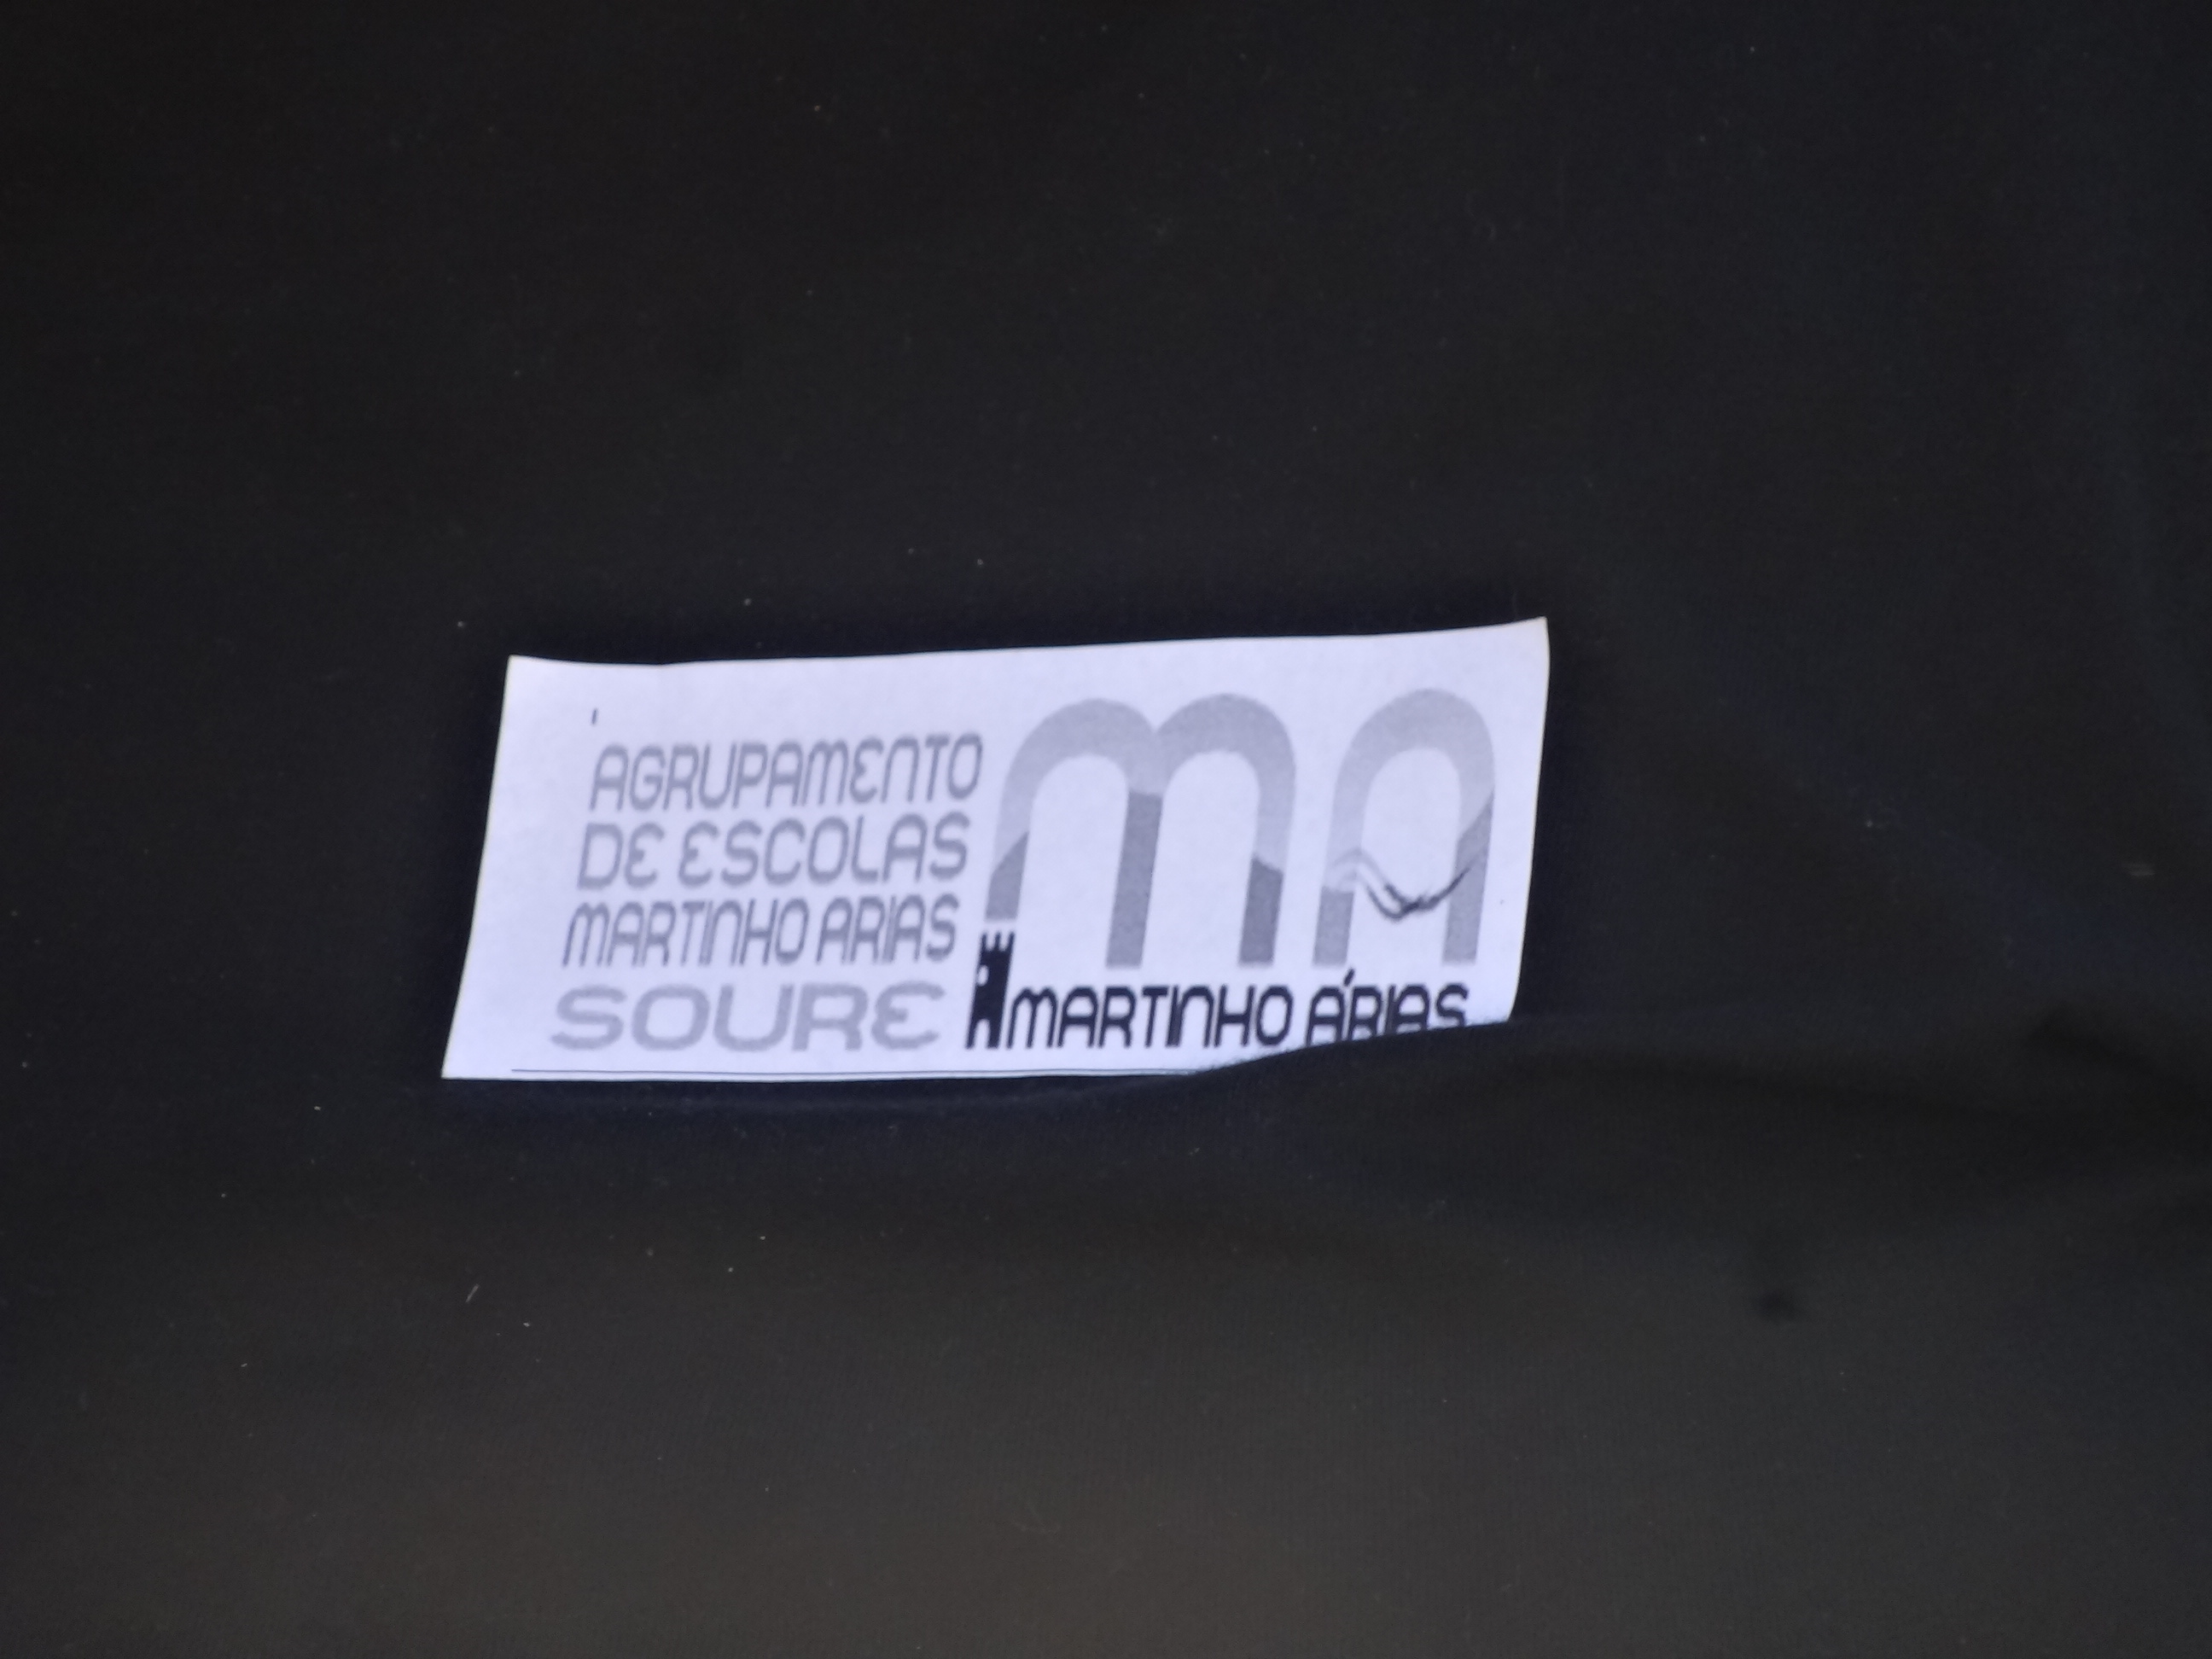 AGRUPAMENTO
DE ESCOLAS
MARTINHO ARIAS
SOURE
MA
MARTINHO ÁRIAS